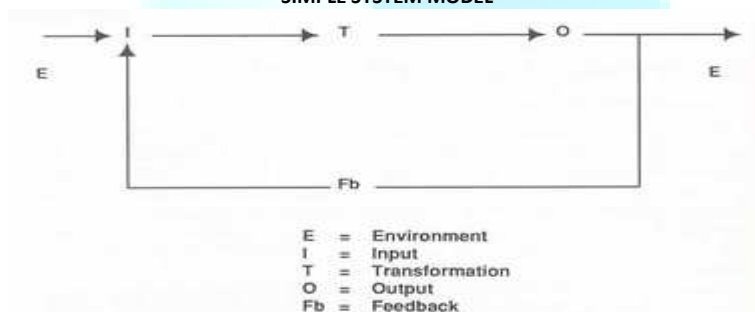 SIMPLE SYSTEM MODEL
I T O
E E
Fb
E = Environment
I = Input
T = Transformation
O = Output
Fb = Feedback